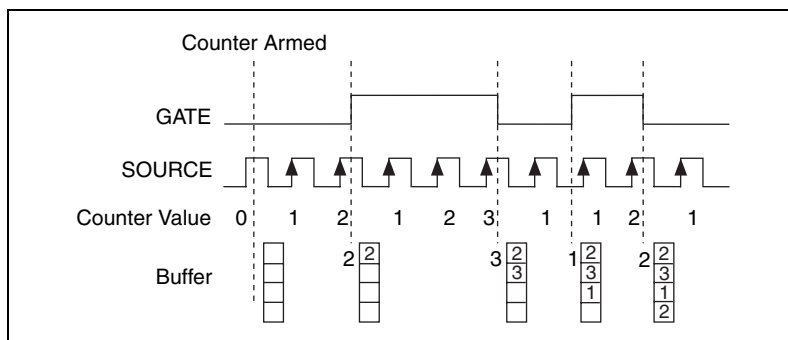 Counter Armed
GATE
SOURCE
Counter Value 0 1 2 1 2 3 1 1 2 1
Buffer
2 2
3 2
3
1 2
3
1
2 2
3
1
2